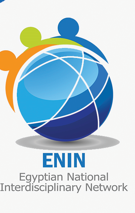 ENIN
Egyptian National
Interdisciplinary Network